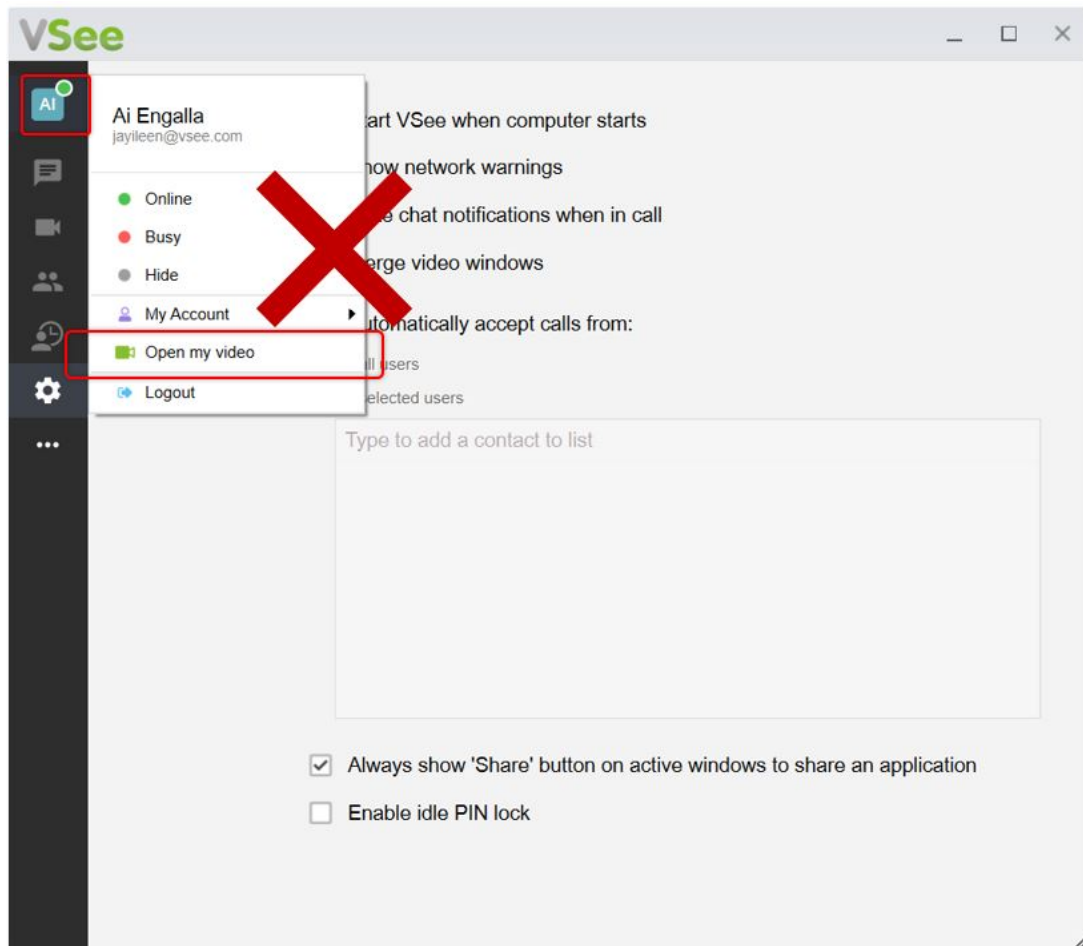 VSee
AI
Ai Engalla
jayileen@vsee.com
Online
Busy
Hide
My Account
Open my video
Logout
art VSee when computer starts
how network warnings
chat notifications when in call
erge video windows
utomatically accept calls from:
users
elected users
Type to add a contact to list
Always show 'Share' button on active windows to share an application
Enable idle PIN lock